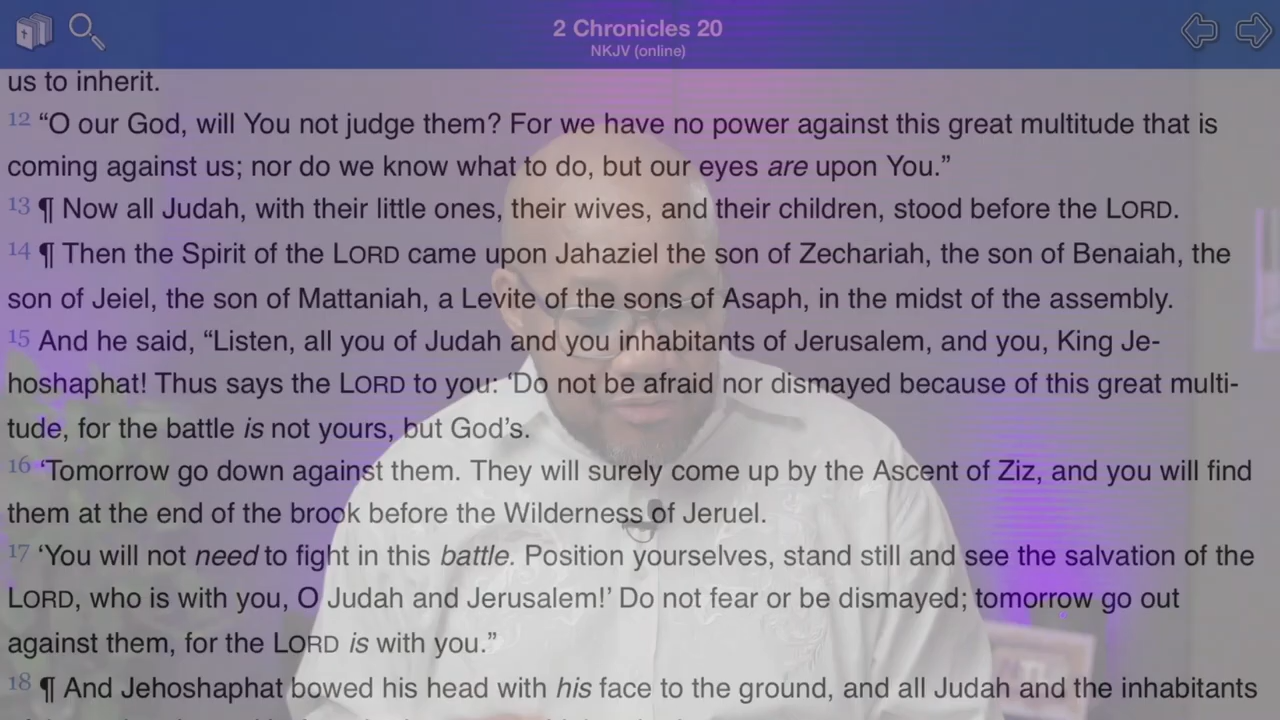 2 Chronicles 20
NKJV (online)
us to inherit.
12 “O our God, will You not judge them? For we have no power against this great multitude that is
coming against us; nor do we know what to do, but our eyes are upon You.”
13 ¶ Now all Judah, with their little ones, their wives, and their children, stood before the LORD.
14 ¶ Then the Spirit of the LORD came upon Jahaziel the son of Zechariah, the son of Benaiah, the
son of Jeiel, the son of Mattaniah, a Levite of the sons of Asaph, in the midst of the assembly.
15 And he said, “Listen, all you of Judah and you inhabitants of Jerusalem, and you, King Je-
hoshaphat! Thus says the LORD to you: ‘Do not be afraid nor dismayed because of this great multi-
tude, for the battle is not yours, but God’s.
16 ‘Tomorrow go down against them. They will surely come up by the Ascent of Ziz, and you will find
them at the end of the brook before the Wilderness of Jeruel.
17 ‘You will not need to fight in this battle. Position yourselves, stand still and see the salvation of the
LORD, who is with you, O Judah and Jerusalem!’ Do not fear or be dismayed; tomorrow go out
against them, for the LORD is with you.”
18 ¶ And Jehoshaphat bowed his head with his face to the ground, and all Judah and the inhabitants